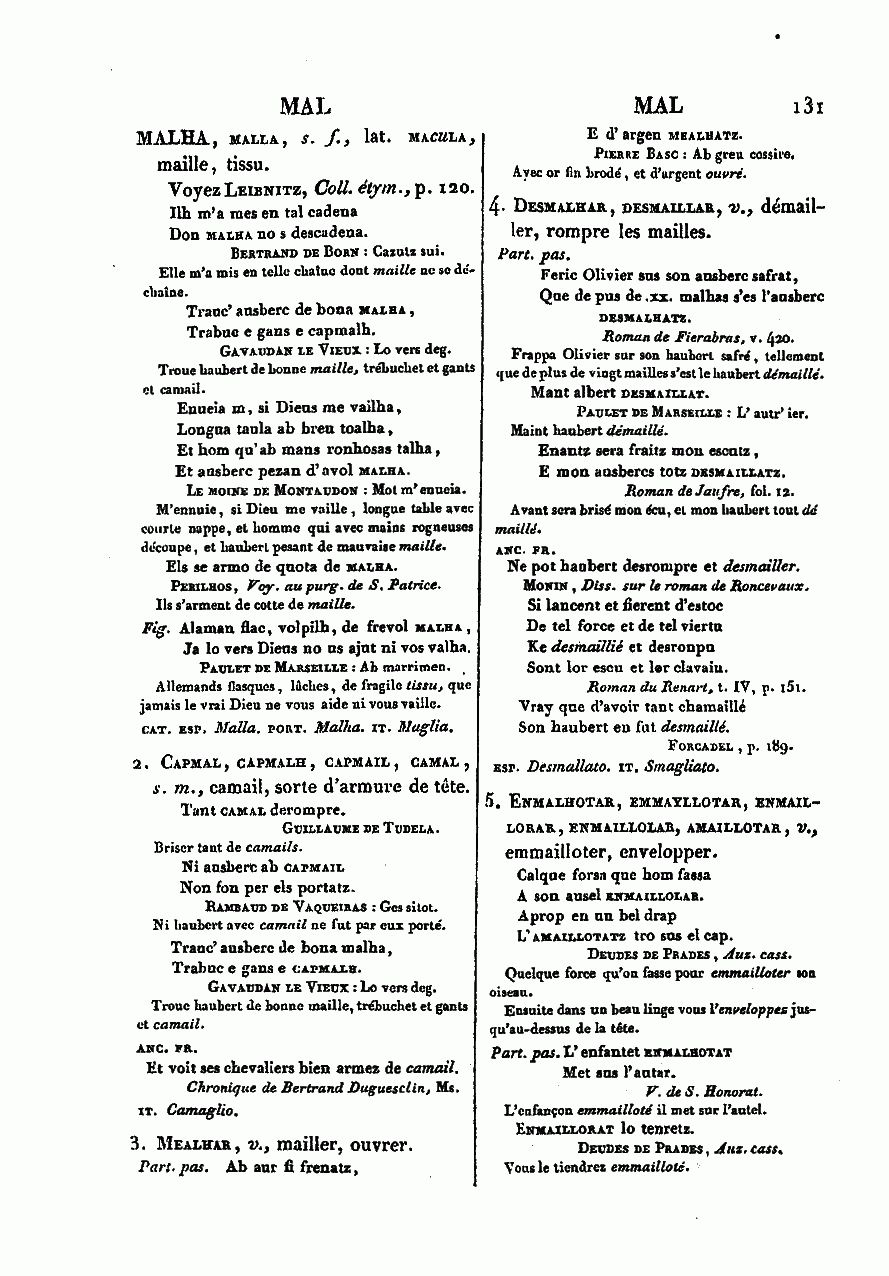 MAL
MAL 131
MALHA, MALLA, s. f., lat. MACULA,
maille, tissu.
Voyez LEIBNITZ, Coll. étym., p. 120.
Ilh m'a mes en tal cadena
Don MALHA no s descadena.
BERTRAND DE BORN : Cazutz sui.
Elle m'a mis en telle chaîne dont maille ne se dé-
chaîne.
Tranc' ausberc de bona MALHA,
Trabuc e gans e capmalh.
GAVAUDAN LE VIEUX : Lo vers deg.
Troue haubert de bonne maille, trébuchet et gants
et camail.
Enueia m, si Dieus me vailha,
Longua taula ab breu toalha,
Et hom qu'ab mans ronhosas talha,
Et ausberc pezan d'avol MALHA.
LE MOINE DE MONTAUDON : Mot m'enueia.
M'ennuie, si Dieu me vaille, longue table avec
courte nappe, et homme qui avec mains rogneuses
découpe, et haubert pesant de mauvaise maille.
Els se armo de quota de MALHA.
PERILHOS, Voy. au purg. de S. Patrice.
Ils s'arment de cotte de maille.
Fig. Alaman flac, volpilh, de frevol MALHA,
Ja lo vers Dieus no us ajut ni vos valha.
PAULET DE MARSEILLE : Ab marrimen.
Allemands flasques, lâches, de fragile tissu, que
jamais le vrai Dieu ne vous aide ni vous vaille.
CAT. ESP. Malla. PORT. Malha. IT. Maglia.
2. CAPMAL, CAPMALH, CAPMAIL, CAMAL,
s. m., camail, sorte d'armure de tête.
Tant CAMAL derompre.
GUILLAUME DE TUDELA.
Briser tant de camails.
Ni ausberc ab CAPMAIL
Non fon per els portatz.
RAMBAUD DE VAQUEIRAS : Ges sitot.
Ni haubert avec camail ne fut par eux porté.
Tranc' ausberc de bona malha,
Trabuc e gans e CAPMALH.
GAVAUDAN LE VIEUX : Lo vers deg.
Troue haubert de bonne maille, trébuchet et gants
et camail.
ANC. FR.
Et voit ses chevaliers bien armez de camail.
Chronique de Bertrand Duguesclin, Ms.
IT. Camaglio.
3. MEALHAR, v., mailler, ouvrer.
Part. pas. Ab aur fi frenatz,
E d' argen MEALHATZ.
PIERRE BASC : Ab greu cossire.
Avec or fin brodé, et d'argent ouvré.
4. DESMALHAR, DESMAILLAR, v., démail-
ler, rompre les mailles.
Part. pas.
Feric Olivier sus son ausberc safrat,
Que de pus de .xx. malhas s'es l'ausberc
DESMALHATZ.
Roman de Fierabras, v. 420.
Frappa Olivier sur son haubert safré, tellement
que de plus de vingt mailles s'est le haubert démaillé.
Mant albert DESMAILLAT.
PAULET DE MARSEILLE : L' autr' ier.
Maint haubert démaillé.
Enantz sera fraitz mon escutz,
E mon ausbercs totz DESMAILLATZ.
Roman de Jaufre, fol. 12.
Avant sera brisé mon écu, et mon haubert tout dé
maillé.
ANC. FR.
Ne pot haubert desrompre et desmailler.
MONIN, Diss. sur le roman de Roncevaux.
Si lancent et fierent d'estoc
De tel force et de tel viertu
Ke desmaillié et desronpu
Sont lor escu et lor clavain.
Roman du Renart, t. IV, p. 151.
Vray que d'avoir tant chamaillé
Son haubert en fut desmaillé.
FORCADEL, p. 189.
ESP. Desmallato. IT. Smagliato.
5. ENMALHOTAR, EMMAYLLOTAR, ENMAIL-
LORAR, ENMAILLOLAR, AMAILLOTAR, v.,
emmailloter, envelopper.
Calque forsa que hom fassa
A son ausel ENMAILLOLAR.
Aprop en un bel drap
L'AMAILLOTATZ tro sus el cap.
DEUDES DE PRADES, Auz. cass.
Quelque force qu'on fasse pour emmailloter son
oiseau.
Ensuite dans un beau linge vous l'enveloppez jus-
qu'au-dessus de la tête.
Part. pas. L' enfantet ENMALHOTAT
Met sus l'autar.
V. de S. Honorat.
L'enfançon emmailloté il met sur l'autel.
ENMAILLORAT lo tenretz.
DEUDES DE PRADES, Auz. cass.
Vous le tiendrez emmailloté.